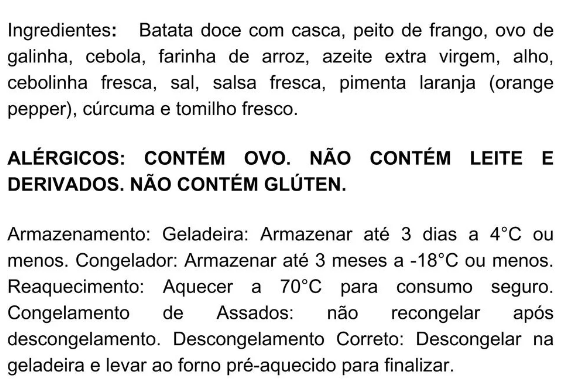 Ingredientes: Batata doce com casca, peito de frango, ovo de
galinha, cebola, farinha de arroz, azeite extra virgem, alho,
cebolinha fresca, sal, salsa fresca, pimenta laranja (orange
pepper), cúrcuma e tomilho fresco.
ALÉRGICOS: CONTÉM OVO. NÃO CONTÉM LEITE E
DERIVADOS. NÃO CONTÉM GLÚTEN.
Armazenamento: Geladeira: Armazenar até 3 dias a 4°C ou
menos. Congelador: Armazenar até 3 meses a -18°C ou menos.
Reaquecimento: Aquecer a 70°C para consumo seguro.
Congelamento de Assados: não recongelar após
descongelamento. Descongelamento Correto: Descongelar na
geladeira e levar ao forno pré-aquecido para finalizar.